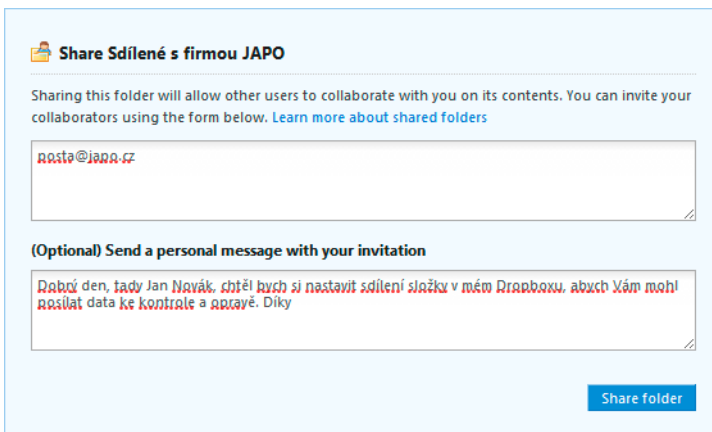 Share Sdílené s firmou JAPO
Sharing this folder will allow other users to collaborate with you on its contents. You can invite your
collaborators using the form below. Learn more about shared folders
posta@japo.cz
(Optional) Send a personal message with your invitation
Dobrý den, tady Jan Novák, chtěl bych si nastavit sdílení složky v mém Dropboxu, abych Vám mohl
posílat data ke kontrole a opravě. Díky
Share folder